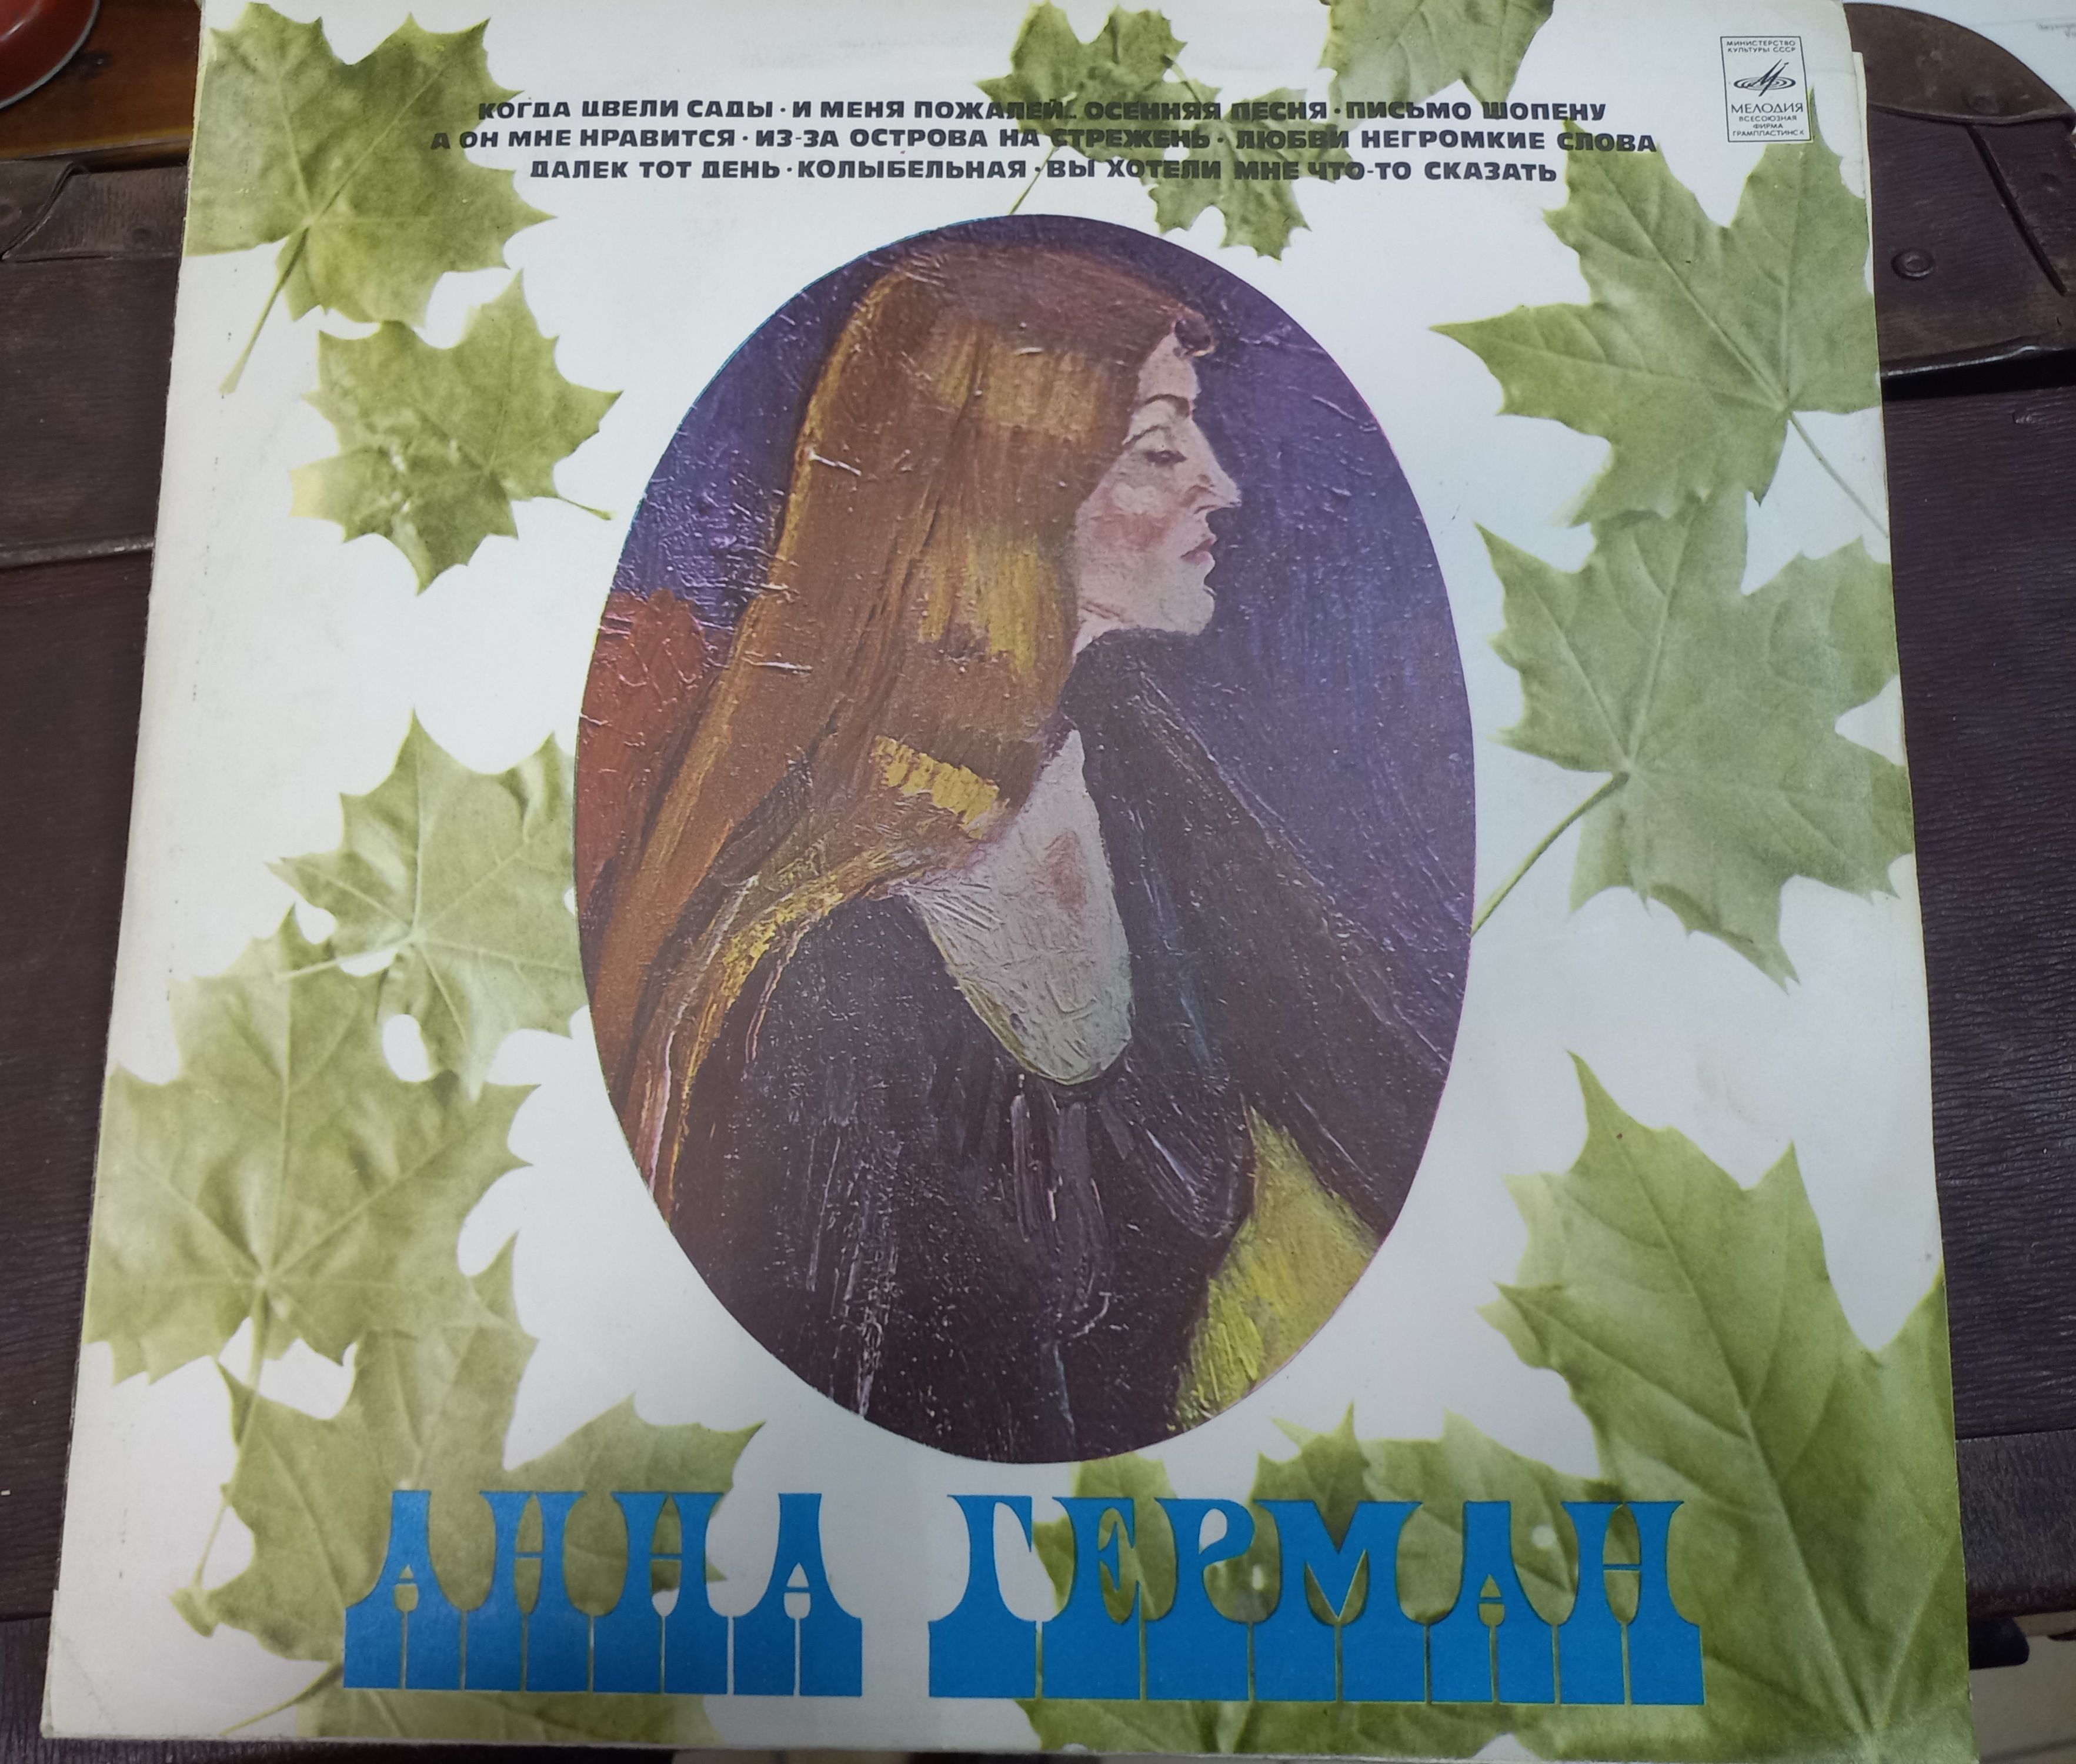 КОГДА ЦВЕЛИ САДЫ · И МЕНЯ ПОЖАЛЕЙ... ОСЕННЯЯ ПЕСНЯ · ПИСЬМО ШОПЕНУ
А ОН МНЕ НРАВИТСЯ · ИЗ-ЗА ОСТРОВА НА СТРЕЖЕНЬ · ЛЮБВИ НЕГРОМКИЕ СЛОВА
ДАЛЕК ТОТ ДЕНЬ · КОЛЫБЕЛЬНАЯ · ВЫ ХОТЕЛИ МНЕ ЧТО-ТО СКАЗАТЬ
МИНИСТЕРСТВО
КУЛЬТУРЫ СССР
МЕЛОДИЯ
ВСЕСОЮЗНАЯ
ФИРМА
ГРАМПЛАСТИНОК
АННА ГЕРМАН